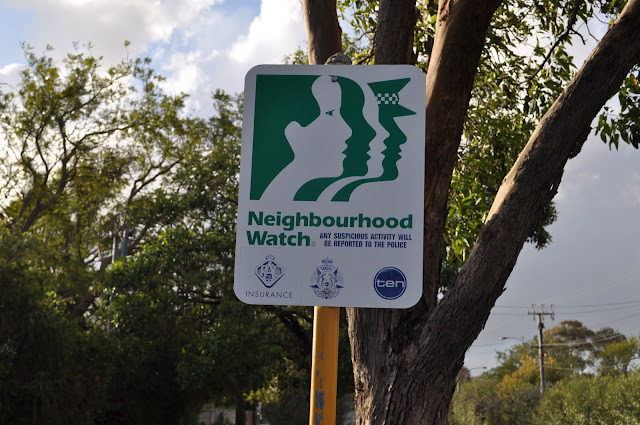 Neighbourhood
Watch
ANY SUSPICIOUS ACTIVITY WILL
BE REPORTED TO THE POLICE
INSURANCE
ten